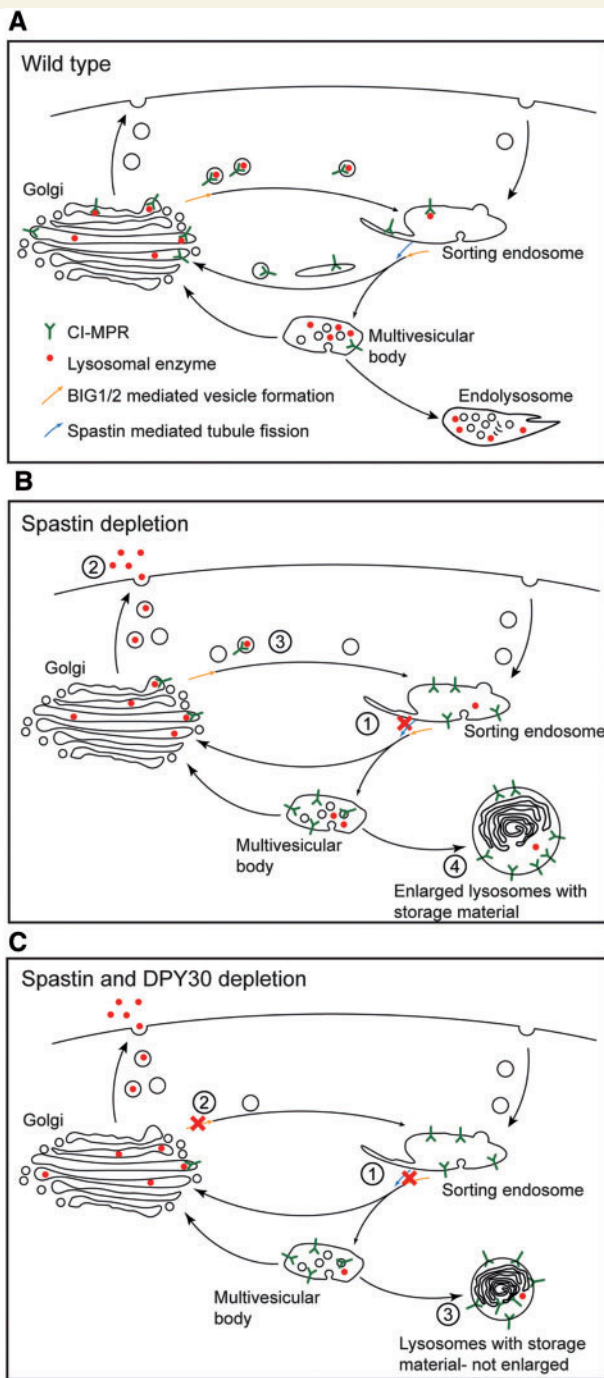 A
Wild type
Golgi
Sorting endosome
CI-MPR
Multivesicular
body
Lysosomal enzyme
BIG1/2 mediated vesicle formation
Endolysosome
Spastin mediated tubule fission
B
Spastin depletion
2
3
Golgi
1
Sorting endosome
Multivesicular
body
4
Enlarged lysosomes with
storage material
C
Spastin and DPY30 depletion
2
Golgi
1
Sorting endosome
Multivesicular
body
3
Lysosomes with storage
material- not enlarged